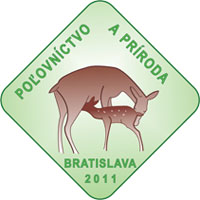 POĽOVNÍCTVO
A PRÍRODA
BRATISLAVA
2011